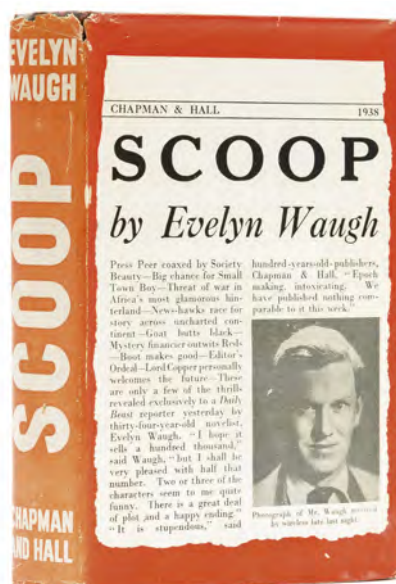 EVELYN
WAUGH
SCOOP
CHAPMAN
AND HALL
CHAPMAN & HALL 1938
SCOOP
by Evelyn Waugh
Press Peer coaxed by Society
Beauty—Big chance for Small
Town Boy—Threat of war in
Africa's most glamorous hin-
terland—News-hawks race for
story across uncharted con-
tinent—Goat butts black—
Mystery financier outwits Reds
—Boot makes good—Editor's
Ordeal—Lord Copper personally
welcomes the future—These
are only a few of the thrills
revealed exclusively to a Daily
Beast reporter yesterday by
thirty-four-year-old novelist,
Evelyn Waugh. "I hope it
sells a hundred thousand,"
said Waugh, "but I shall be
very pleased with half that
number. Two or three of the
characters seem to me quite
funny. There is a great deal
of plot and a happy ending."
"It is stupendous," said
hundred-years-old-publishers,
Chapman & Hall, "Epoch
making, intoxicating. We
have published nothing com-
parable to it this week."
Photograph of Mr. Waugh received
by wireless late last night.